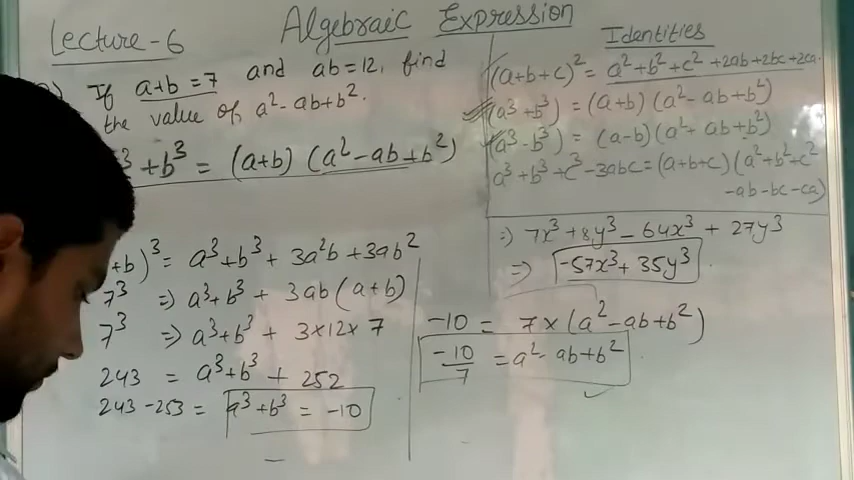 Lecture-6
Algebraic Expression
If a+b=7 and ab=12, find
the value of a²-ab+b².
³+b³ = (a+b) (a²-ab+b²)
+b)³ = a³+b³ + 3a²b+3ab²
7³ ⇒ a³+b³ + 3ab(a+b)
7³ ⇒ a³+b³ + 3×12×7
243 = a³+b³ + 252
243-253 = a³+b³ = -10
Identities
(a+b+c)² = a²+b²+c²+2ab+2bc+2ca.
(a³+b³) = (a+b) (a²-ab+b²)
(a³-b³) = (a-b) (a²+ab+b²)
a³+b³+c³-3abc=(a+b+c)(a²+b²+c²
-ab-bc-ca)
⇒ 7x³+8y³-64x³+27y³
⇒ -57x³+35y³.
-10 = 7×(a²-ab+b²)
-10/7 = a²-ab+b²